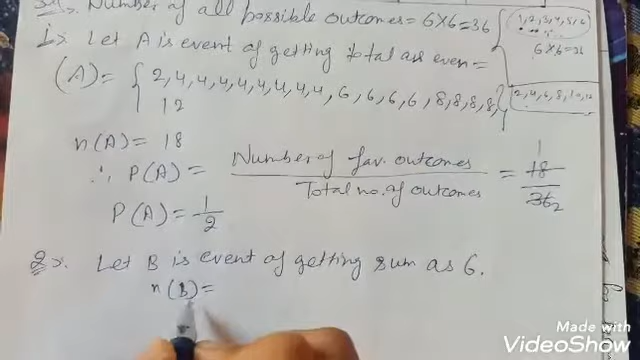 Number of all possible outcomes = 6×6=36
1,2,3,4,5,6
6×6=36
i> Let A is event of getting total as even =
(A) = { 2,4,4,4,4,4,4,4,4, 6, 6, 6, 6, 8,8,8,8, }
12
2,4,6,8,10,12
n(A) = 18
∴ P(A) = Number of fav. outcomes / Total no. of outcomes = 18/36
1
2
P(A) = 1/2
2>. Let B is event of getting sum as 6.
n(B) =
Made with
VideoShow